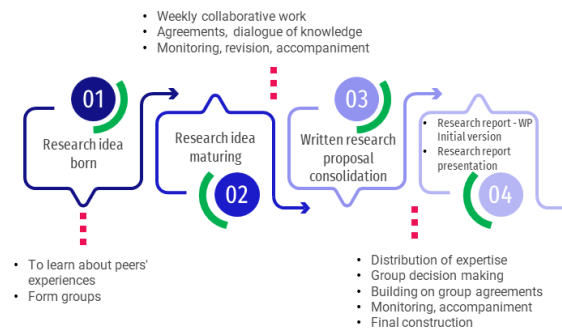 • Weekly collaborative work
• Agreements, dialogue of knowledge
• Monitoring, revision, accompaniment
01
Research idea
born
Research idea
maturing
02
03
Written research
proposal
consolidation
• Research report - WP
Initial version
• Research report
presentation
04
• To learn about peers'
experiences
• Form groups
• Distribution of expertise
• Group decision making
• Building on group agreements
• Monitoring, accompaniment
• Final construction